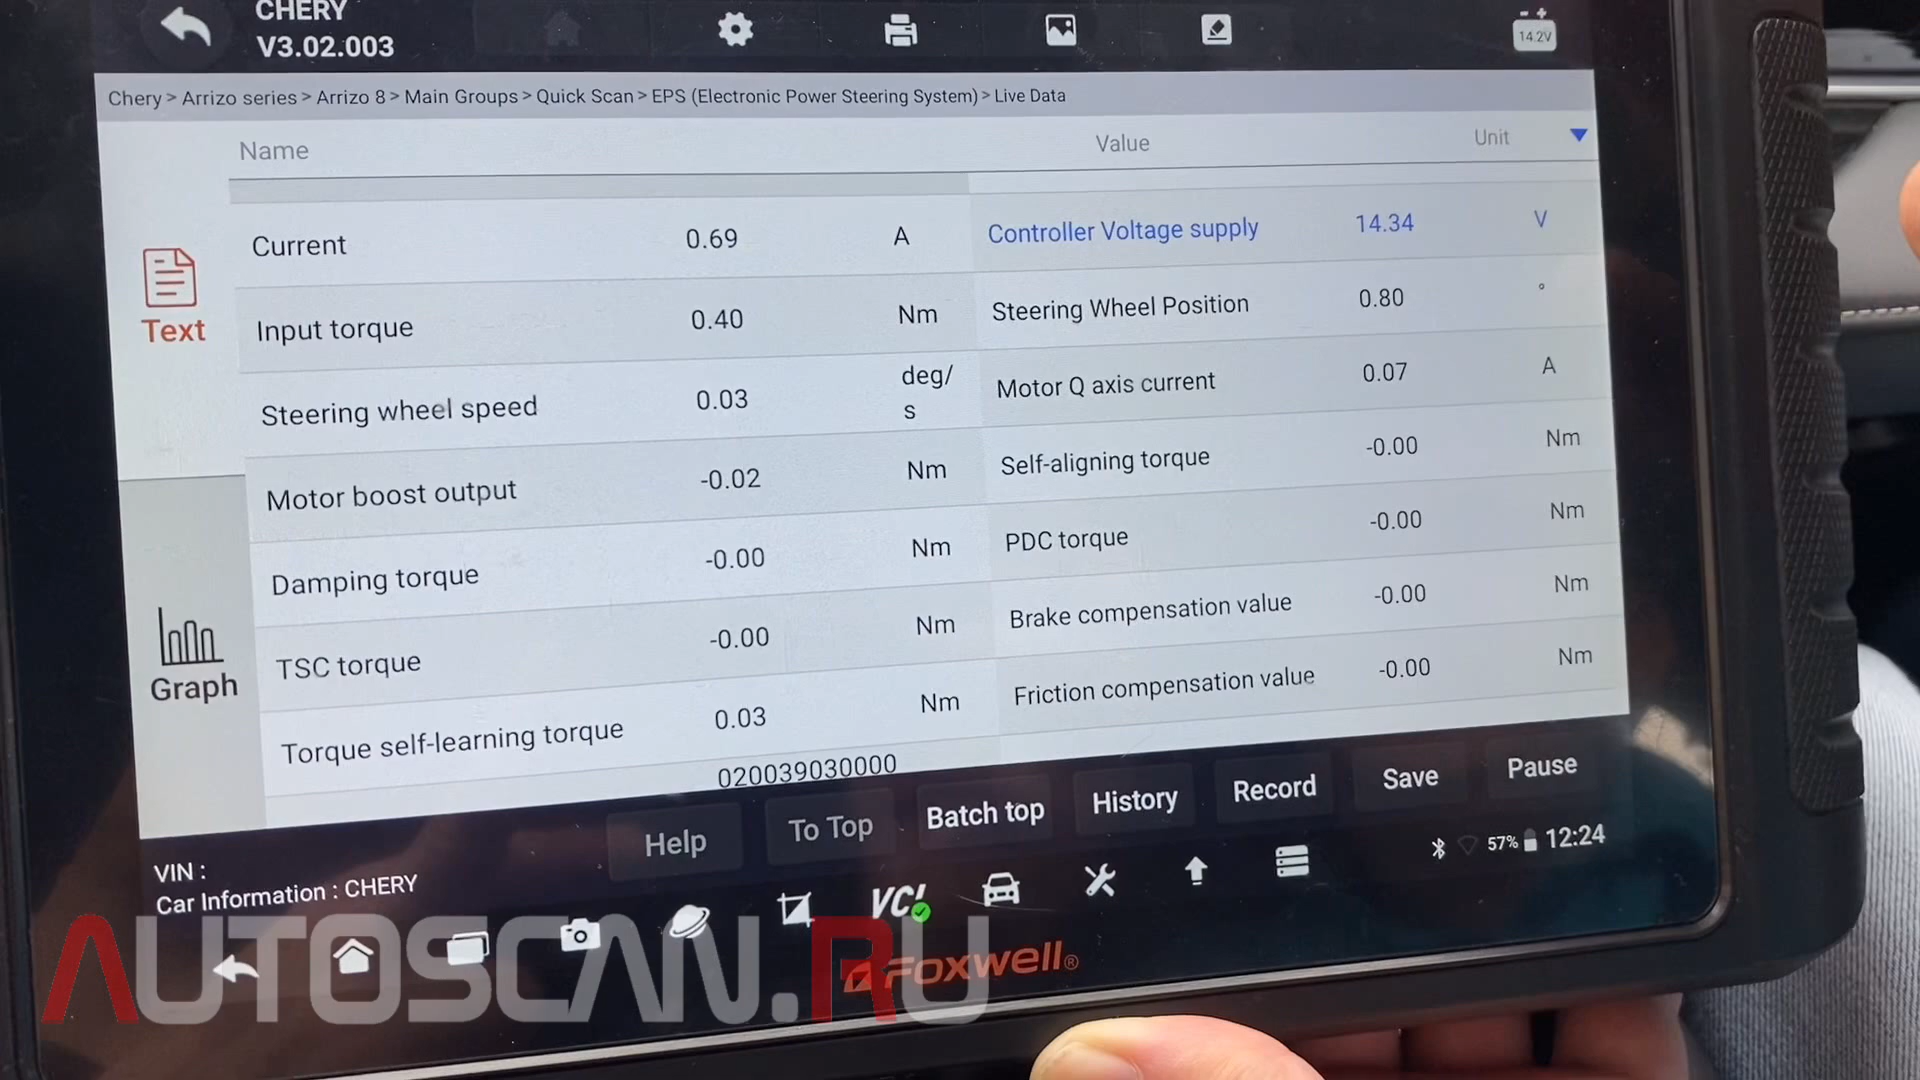 CHERY
V3.02.003
14.2V
Chery > Arrizo series > Arrizo 8 > Main Groups > Quick Scan > EPS (Electronic Power Steering System) > Live Data
Name Value Unit
Current 0.69 A Controller Voltage supply 14.34 V
Input torque 0.40 Nm Steering Wheel Position 0.80 °
Steering wheel speed 0.03 deg/
s
Motor Q axis current 0.07 A
Motor boost output -0.02 Nm Self-aligning torque -0.00 Nm
Damping torque -0.00 Nm PDC torque -0.00 Nm
TSC torque -0.00 Nm Brake compensation value -0.00 Nm
Torque self-learning torque 0.03 Nm Friction compensation value -0.00 Nm
020039030000
Text
Graph
Help To Top Batch top History Record Save Pause
VIN :
Car Information : CHERY
VC!
57% 12:24
AUTOSCAN.RU
FOXWELL®